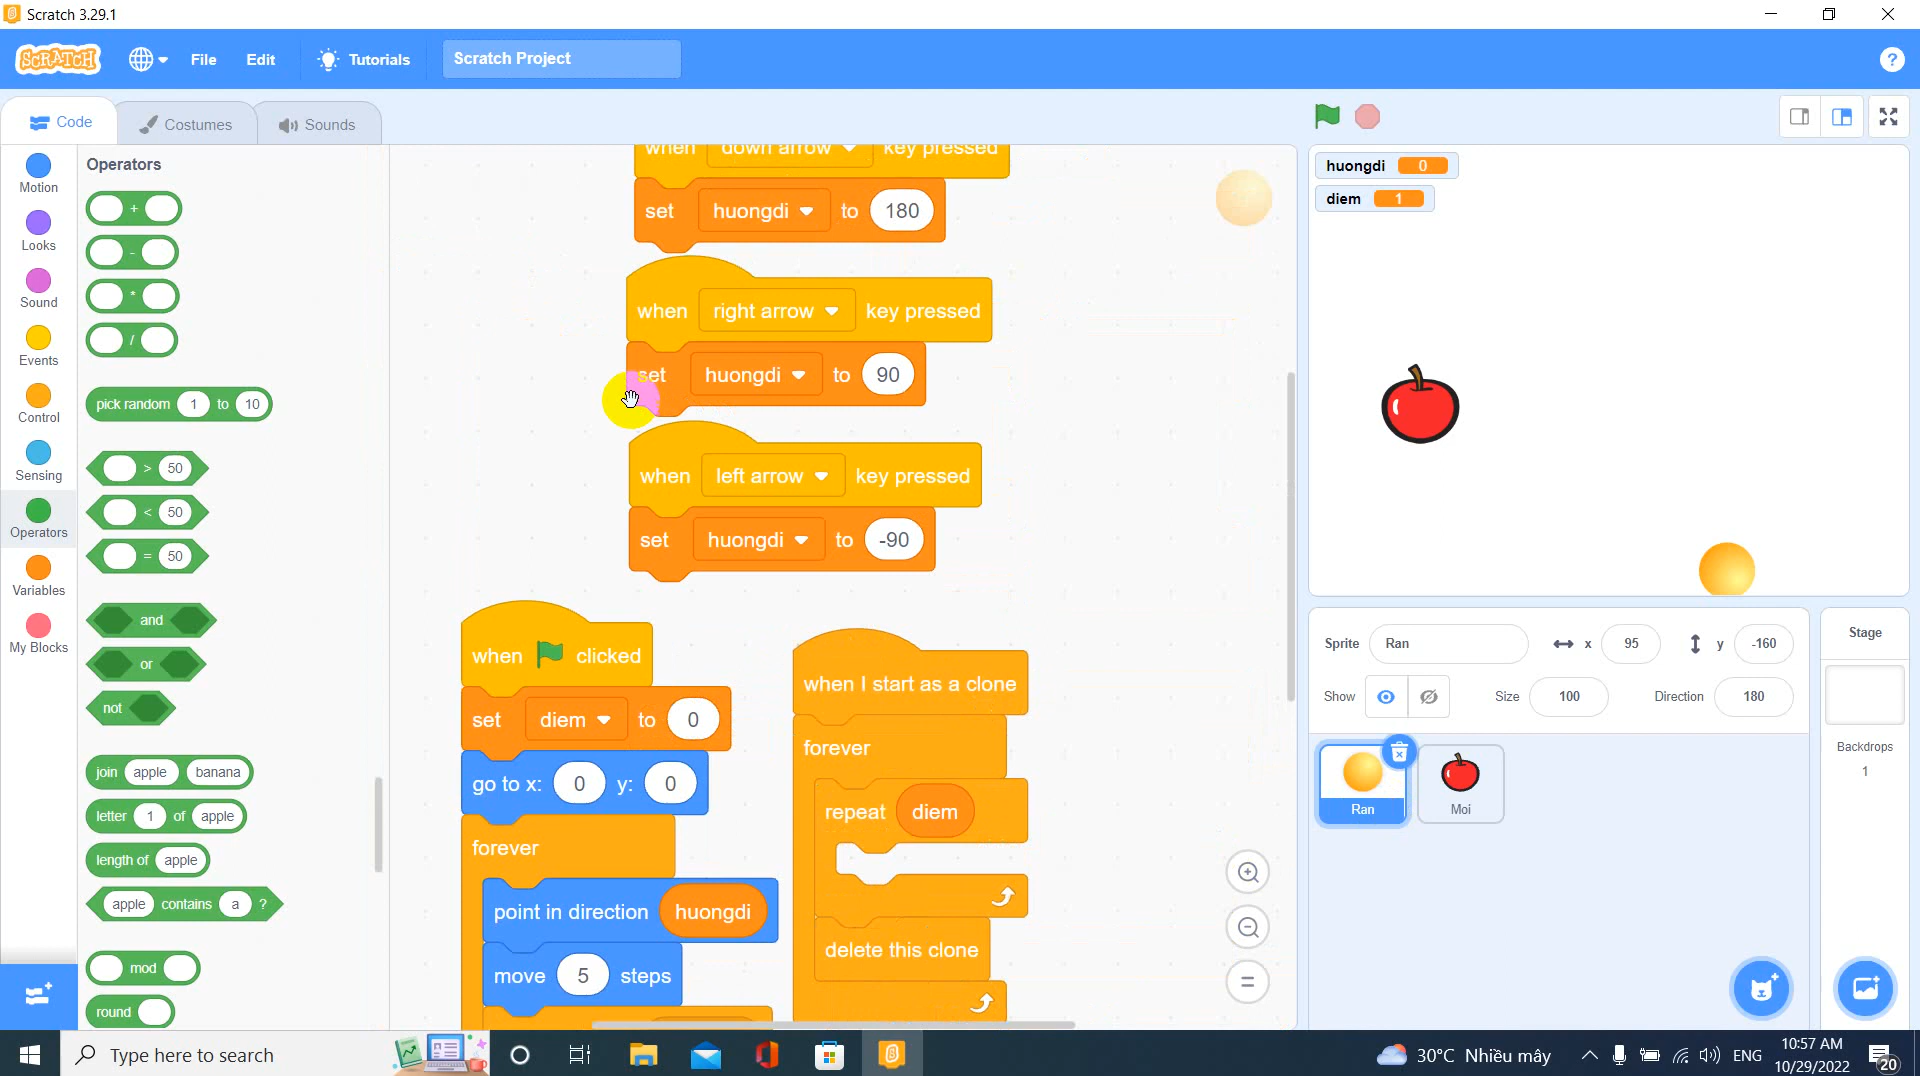 Scratch 3.29.1
SCRATCH
File
Edit
Tutorials
Scratch Project
?
Code
Costumes
Sounds
Motion
Looks
Sound
Events
Control
Sensing
Operators
Variables
My Blocks
Operators
+
-
*
/
pick random 1 to 10
> 50
< 50
= 50
and
or
not
join apple banana
letter 1 of apple
length of apple
apple contains a ?
mod
round
when down arrow key pressed
set huongdi to 180
when right arrow key pressed
set huongdi to 90
when left arrow key pressed
set huongdi to -90
when clicked
set diem to 0
go to x: 0 y: 0
forever
point in direction huongdi
move 5 steps
when I start as a clone
forever
repeat diem
delete this clone
huongdi 0
diem 1
Sprite Ran x 95 y -160
Show Size 100 Direction 180
Ran
Moi
Stage
Backdrops
1
Type here to search
30°C Nhiều mây
ENG
10:57 AM
10/29/2022
20